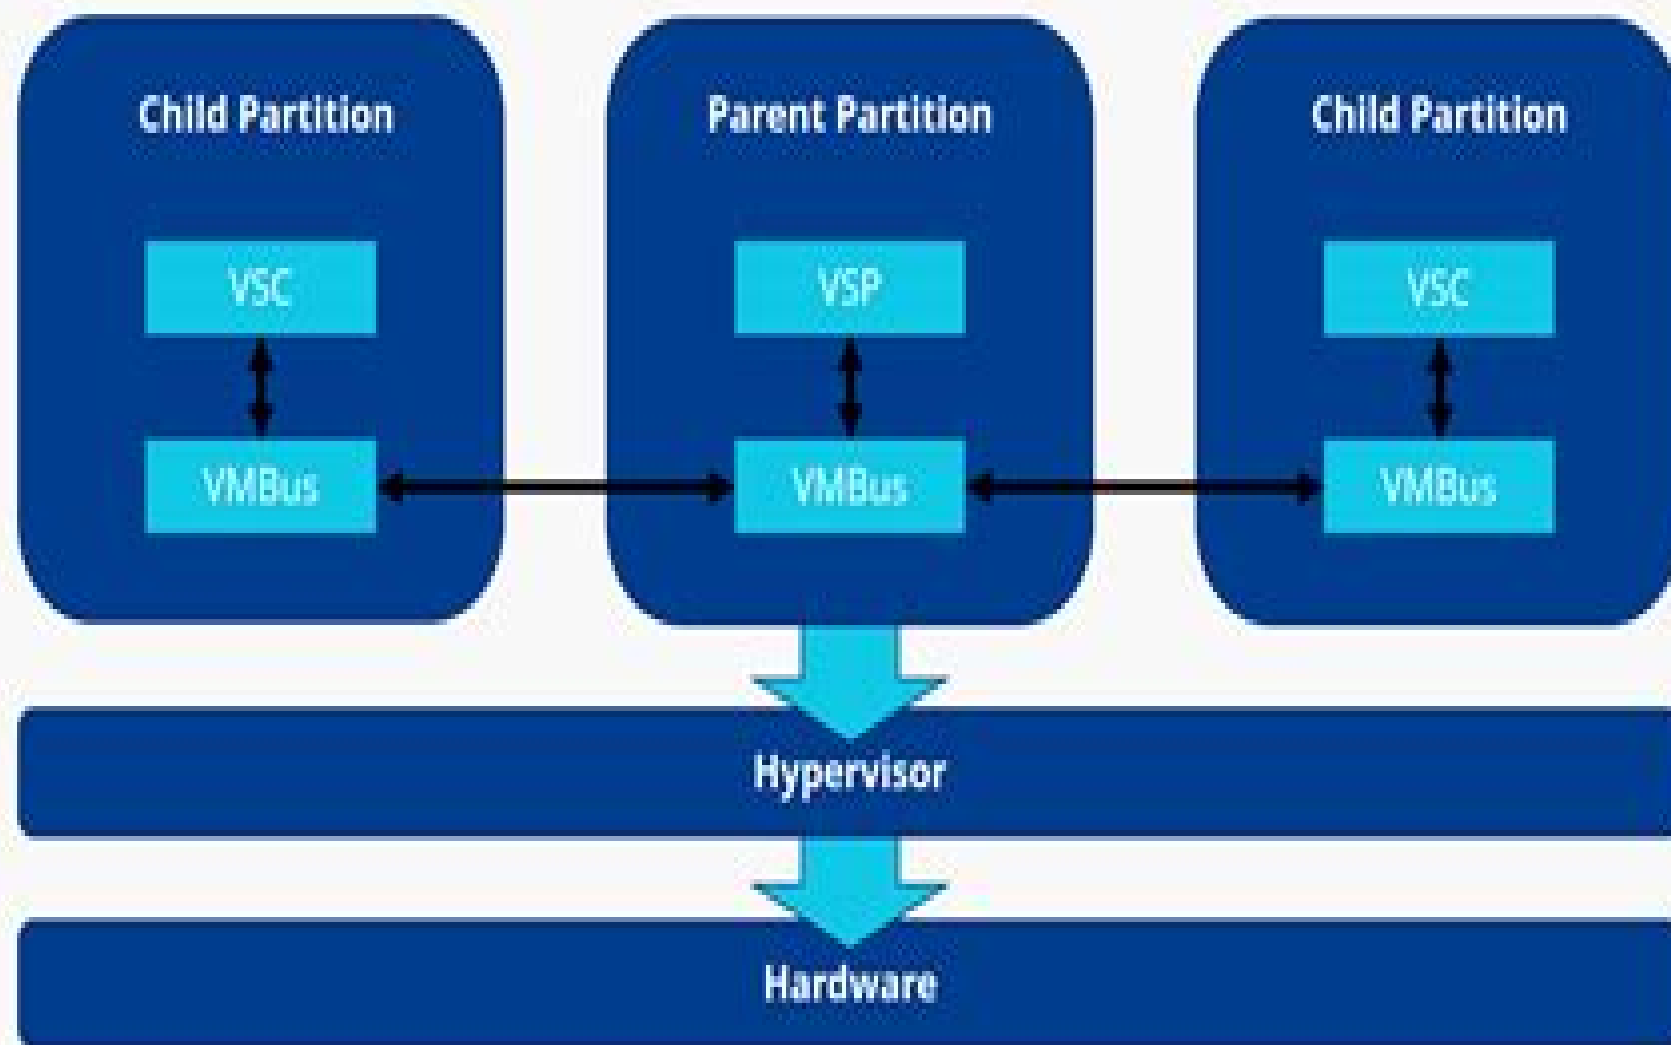 Child Partition
Parent Partition
Child Partition
VSC
VSP
VSC
VMBus
VMBus
VMBus
Hypervisor
Hardware